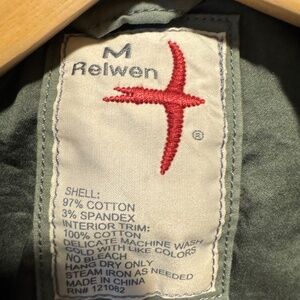 M
Relwen
®
SHELL:
97% COTTON
3% SPANDEX
INTERIOR TRIM:
100% COTTON
DELICATE MACHINE WASH
COLD WITH LIKE COLORS
NO BLEACH
HANG DRY ONLY
STEAM IRON AS NEEDED
MADE IN CHINA
RN# 121082